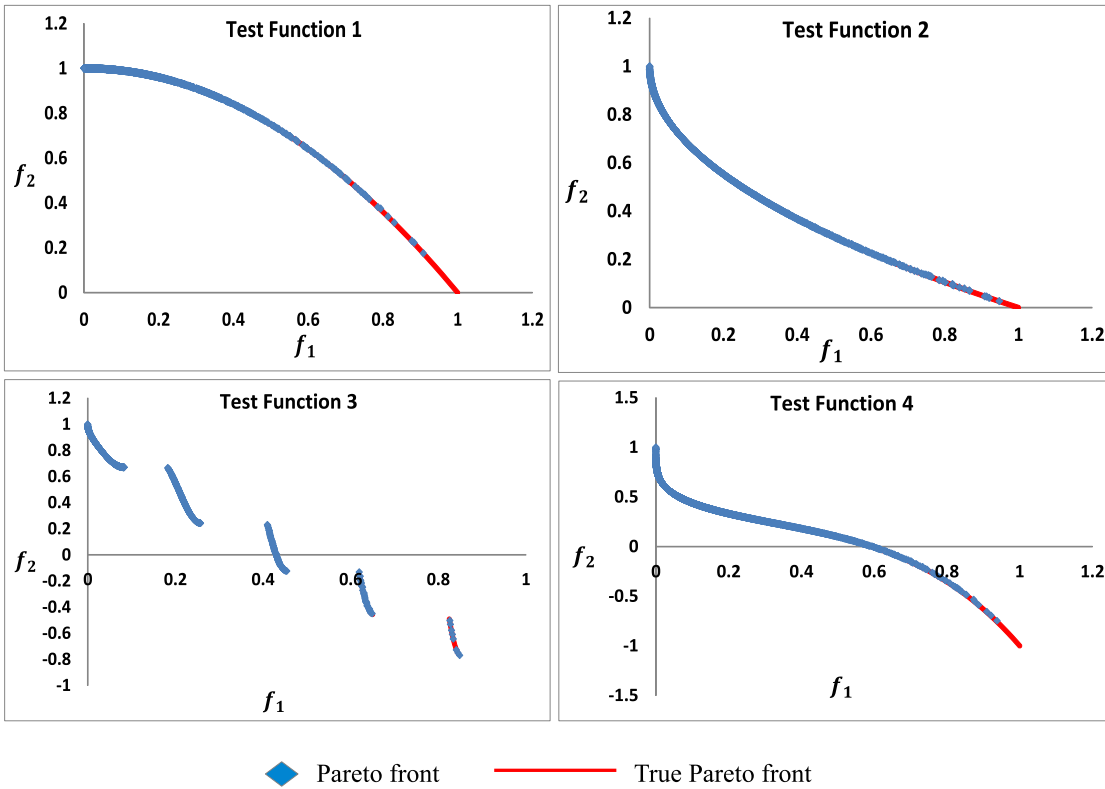 Test Function 1
1.2
1
0.8
0.6
0.4
0.2
0
f₂
0 0.2 0.4 0.6 0.8 1 1.2
f₁
Test Function 2
1.2
1
0.8
0.6
0.4
0.2
0
f₂
0 0.2 0.4 0.6 0.8 1 1.2
f₁
Test Function 3
1.2
1
0.8
0.6
0.4
0.2
0
-0.2
-0.4
-0.6
-0.8
-1
f₂
0 0.2 0.4 0.6 0.8 1
f₁
Test Function 4
1.5
1
0.5
0
-0.5
-1
-1.5
f₂
0 0.2 0.4 0.6 0.8 1 1.2
f₁
Pareto front True Pareto front